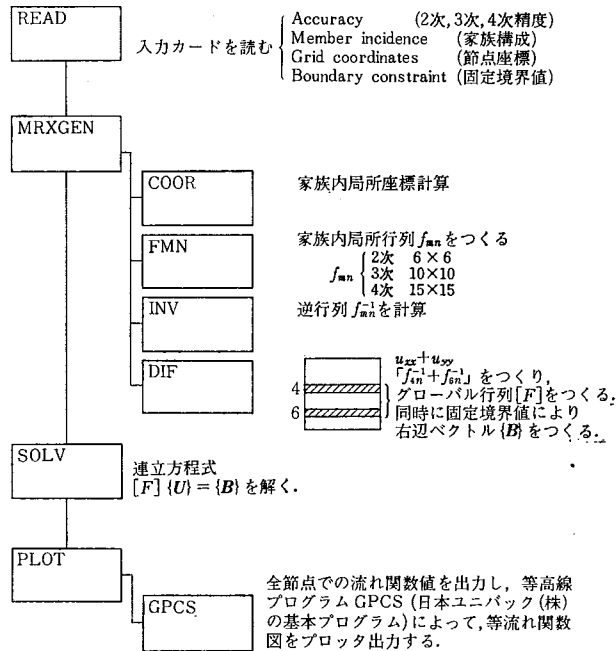 READ
入力カードを読む
Accuracy (2次, 3次, 4次精度)
Member incidence (家族構成)
Grid coordinates (節点座標)
Boundary constraint (固定境界値)
MRXGEN
COOR
家族内局所座標計算
FMN
家族内局所行列 fmn をつくる
fmn { 2次 6×6
3次 10×10
4次 15×15
INV
逆行列 fmn⁻¹ を計算
DIF
4
6
uxx+uyy
「f4n⁻¹+f6n⁻¹」をつくり,
グローバル行列[F]をつくる.
同時に固定境界値により
右辺ベクトル{B}をつくる.
SOLV
連立方程式
[F]{U}={B}を解く.
PLOT
GPCS
全節点での流れ関数値を出力し, 等高線
プログラム GPCS (日本ユニバック(株)
の基本プログラム)によって, 等流れ関数
図をプロッタ出力する.